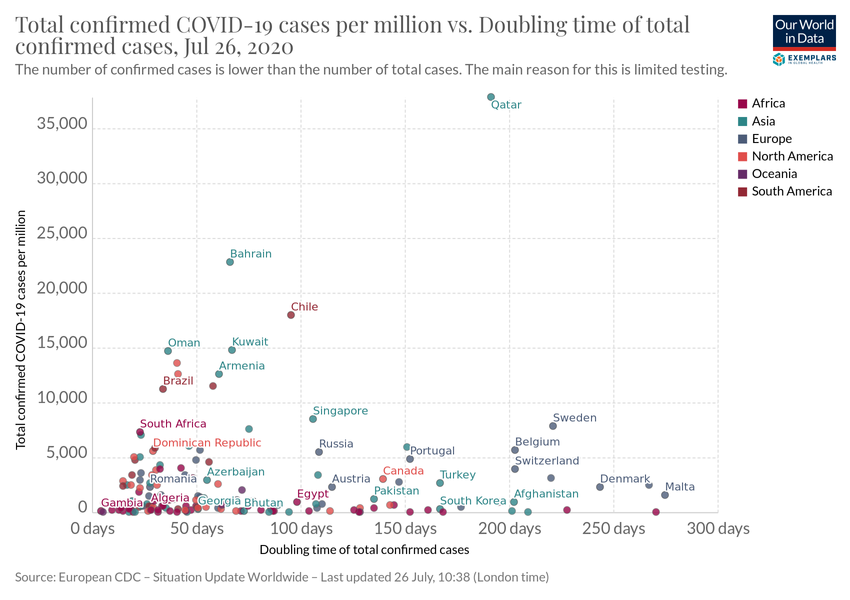 Total confirmed COVID-19 cases per million vs. Doubling time of total
confirmed cases, Jul 26, 2020
The number of confirmed cases is lower than the number of total cases. The main reason for this is limited testing.
Our World
in Data
EXEMPLARS
IN GLOBAL HEALTH
Africa
Asia
Europe
North America
Oceania
South America
Total confirmed COVID-19 cases per million
35,000
30,000
25,000
20,000
15,000
10,000
5,000
0
Qatar
Bahrain
Chile
Oman
Kuwait
Armenia
Brazil
Singapore
South Africa
Sweden
Dominican Republic
Russia
Belgium
Portugal
Switzerland
Azerbaijan
Canada
Romania
Austria
Turkey
Denmark
Malta
Pakistan
Egypt
Afghanistan
Algeria
Gambia
Georgia
Bhutan
South Korea
0 days
50 days
100 days
150 days
200 days
250 days
300 days
Doubling time of total confirmed cases
Source: European CDC – Situation Update Worldwide – Last updated 26 July, 10:38 (London time)